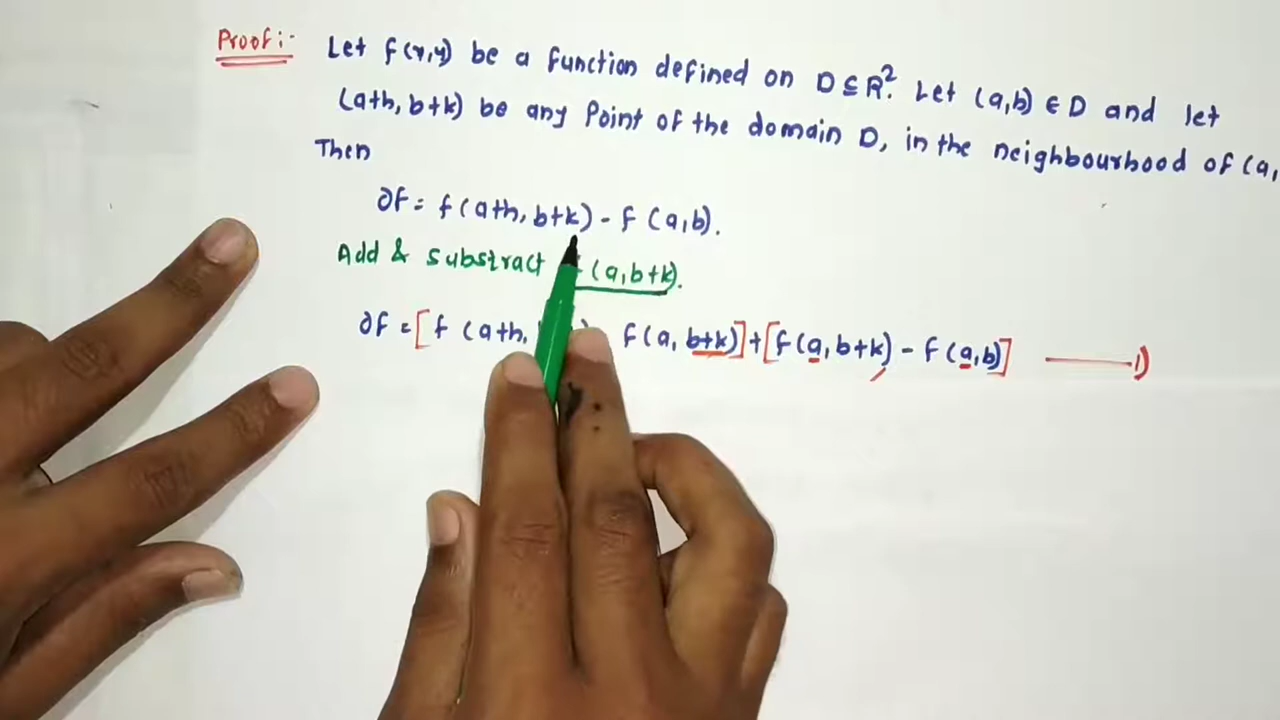 Proof :-
Let f(x,y) be a function defined on D⊆R². Let (a,b) ∈ D and let
(a+h, b+k) be any Point of the domain D, in the neighbourhood of (a,
Then
∂f = f(a+h, b+k) - f(a,b).
Add & substract (a,b+k).
∂f = [f (a+h, f(a, b+k)] + [f(a,b+k) - f(a,b)] 1)